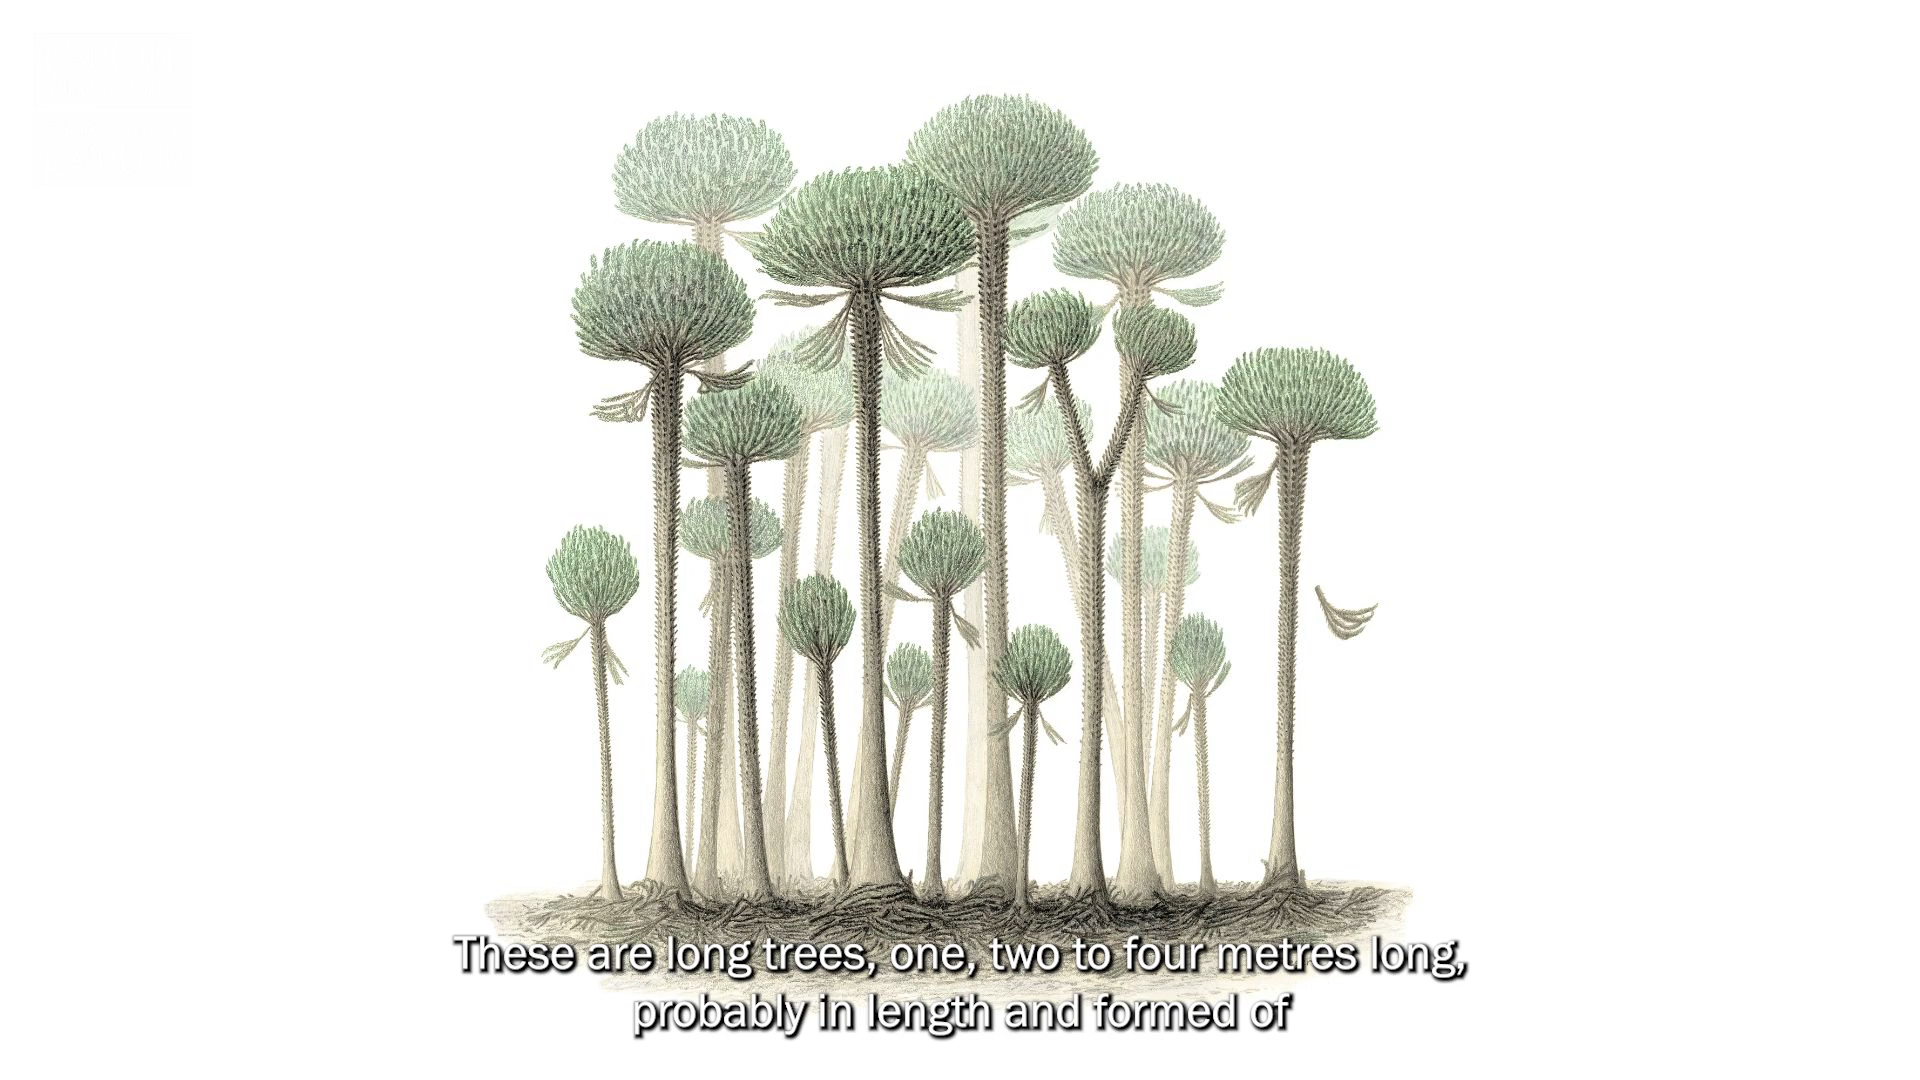 These are long trees, one, two to four metres long,
probably in length and formed of